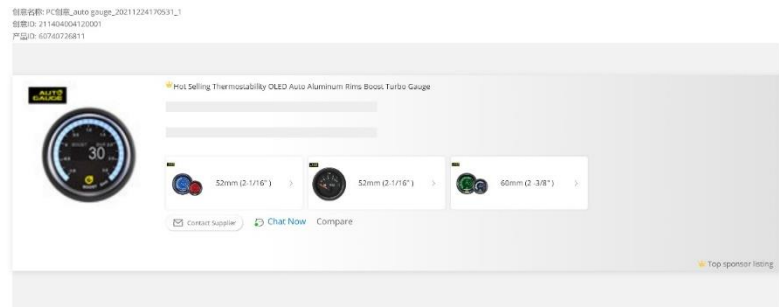 创意名称: PC创意_auto gauge_20211224170531_1
创意ID: 211404004120001
产品ID: 60740726811
AUTO
GAUGE
Hot Selling Thermostability OLED Auto Aluminum Rims Boost Turbo Gauge
BOOST
30
52mm (2-1/16")
52mm (2-1/16")
60mm (2 -3/8")
Contact Supplier
Chat Now
Compare
Top sponsor listing